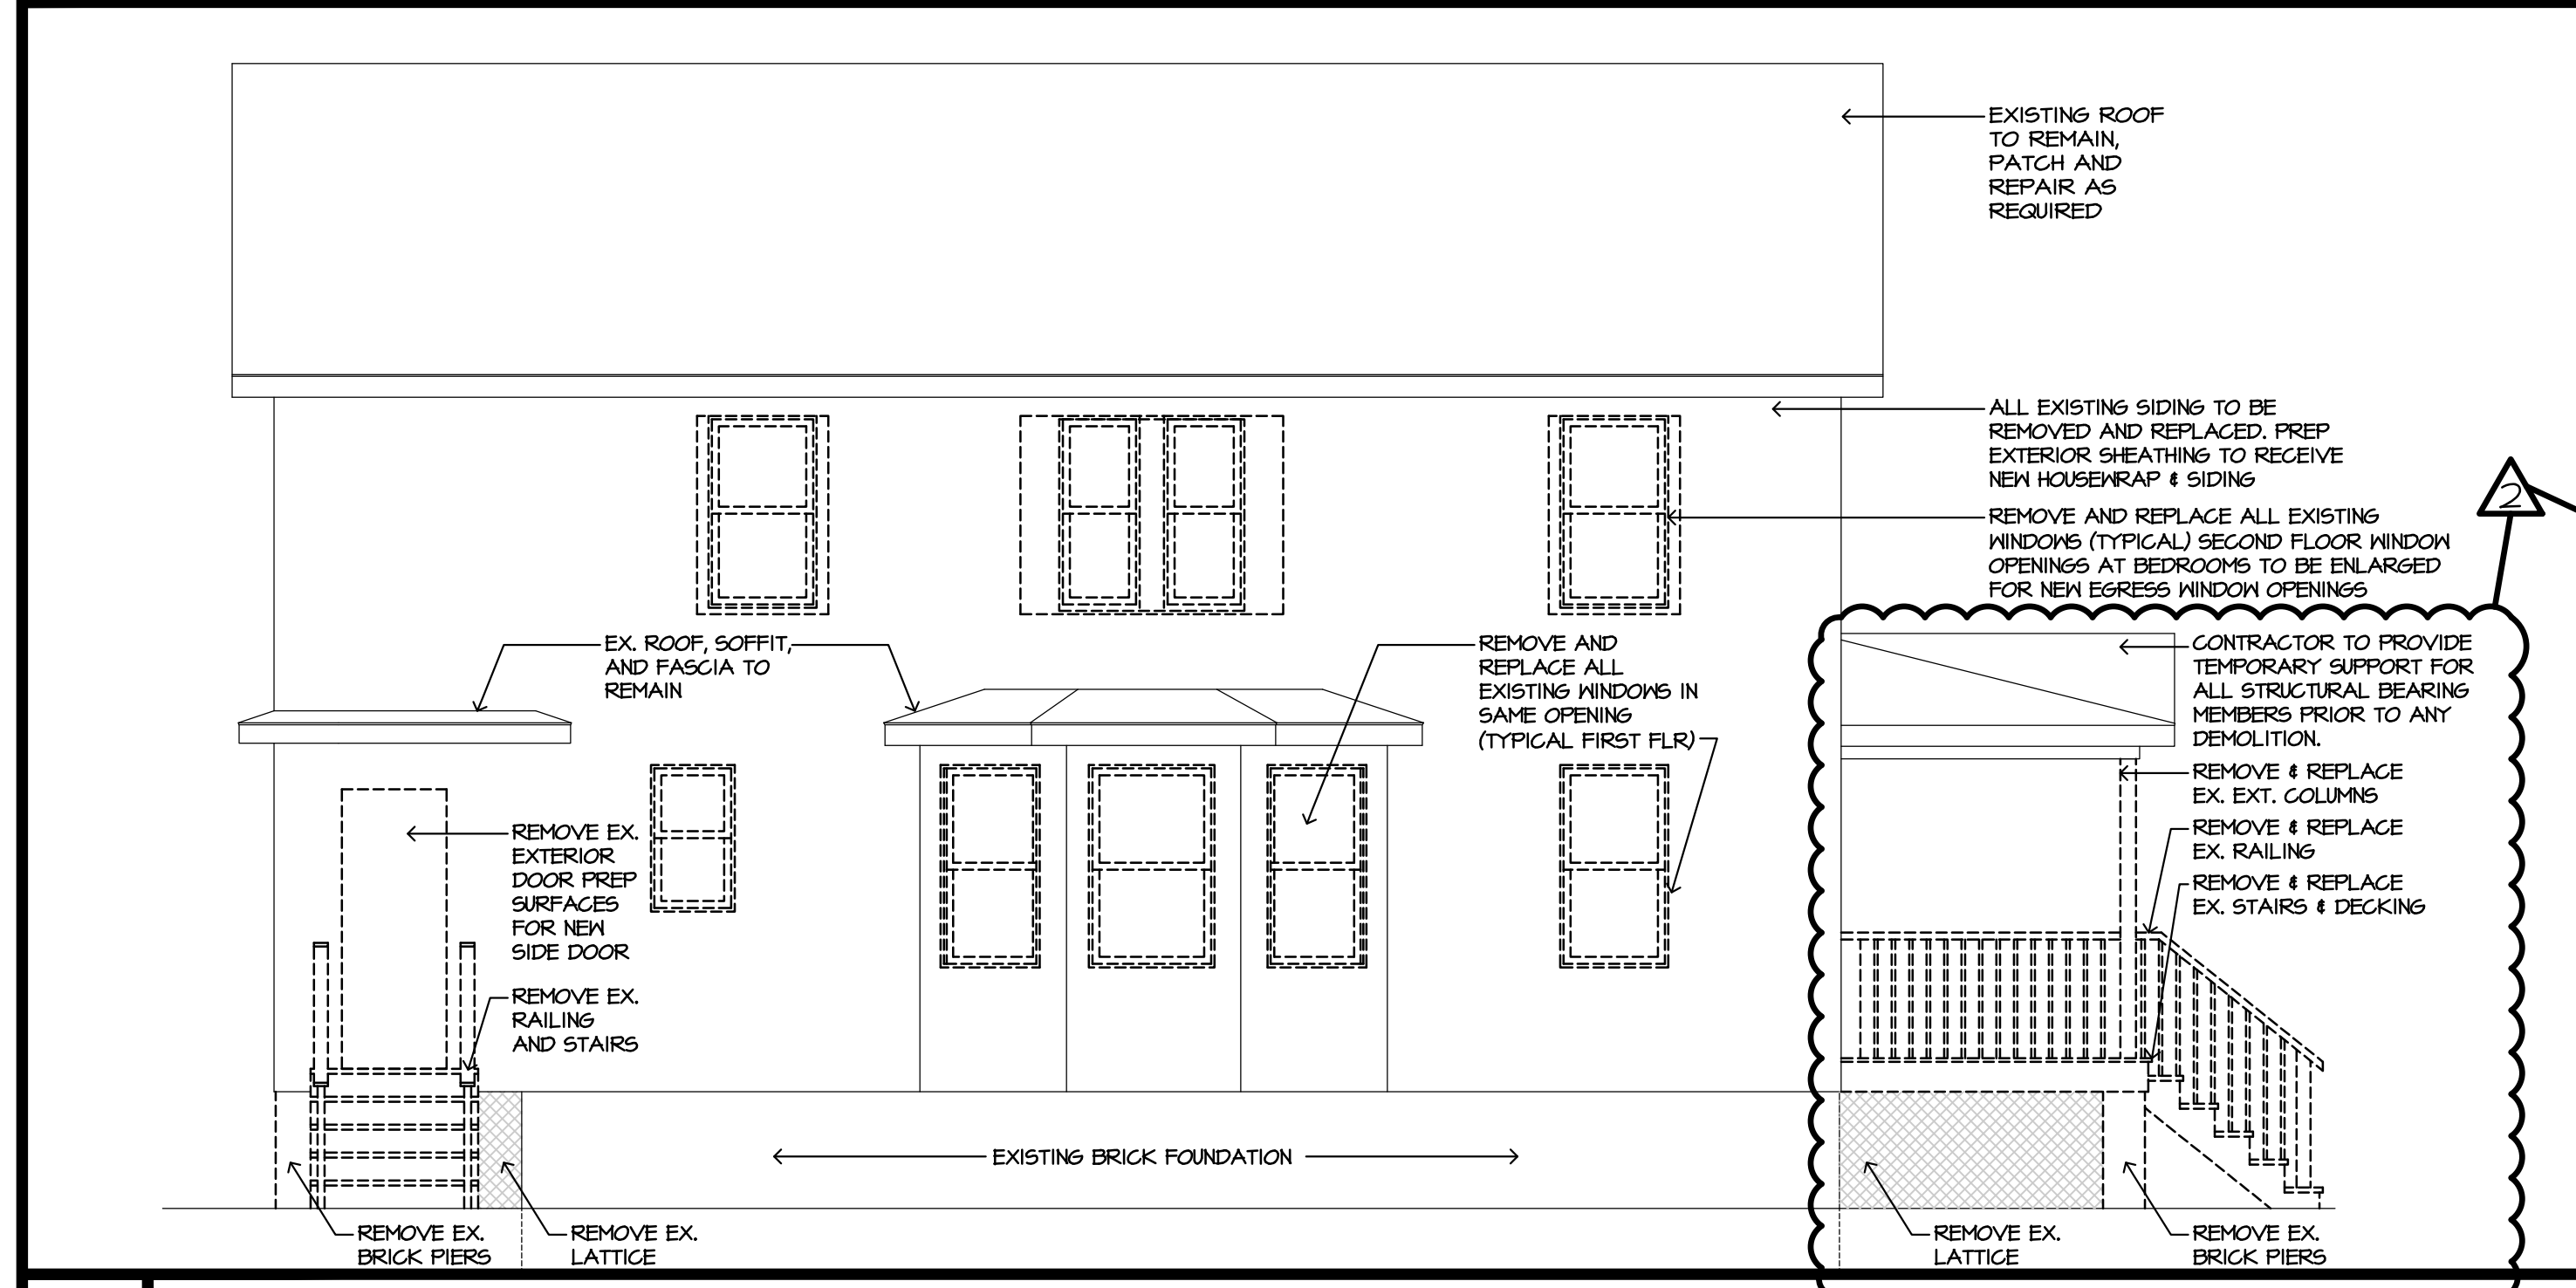 EXISTING ROOF
TO REMAIN,
PATCH AND
REPAIR AS
REQUIRED
ALL EXISTING SIDING TO BE
REMOVED AND REPLACED. PREP
EXTERIOR SHEATHING TO RECEIVE
NEW HOUSEWRAP & SIDING
2
REMOVE AND REPLACE ALL EXISTING
WINDOWS (TYPICAL) SECOND FLOOR WINDOW
OPENINGS AT BEDROOMS TO BE ENLARGED
FOR NEW EGRESS WINDOW OPENINGS
EX. ROOF, SOFFIT,
AND FASCIA TO
REMAIN
REMOVE AND
REPLACE ALL
EXISTING WINDOWS IN
SAME OPENING
(TYPICAL FIRST FLR)
CONTRACTOR TO PROVIDE
TEMPORARY SUPPORT FOR
ALL STRUCTURAL BEARING
MEMBERS PRIOR TO ANY
DEMOLITION.
REMOVE & REPLACE
EX. EXT. COLUMNS
REMOVE & REPLACE
EX. RAILING
REMOVE & REPLACE
EX. STAIRS & DECKING
REMOVE EX.
EXTERIOR
DOOR PREP
SURFACES
FOR NEW
SIDE DOOR
REMOVE EX.
RAILING
AND STAIRS
EXISTING BRICK FOUNDATION
REMOVE EX.
BRICK PIERS
REMOVE EX.
LATTICE
REMOVE EX.
LATTICE
REMOVE EX.
BRICK PIERS